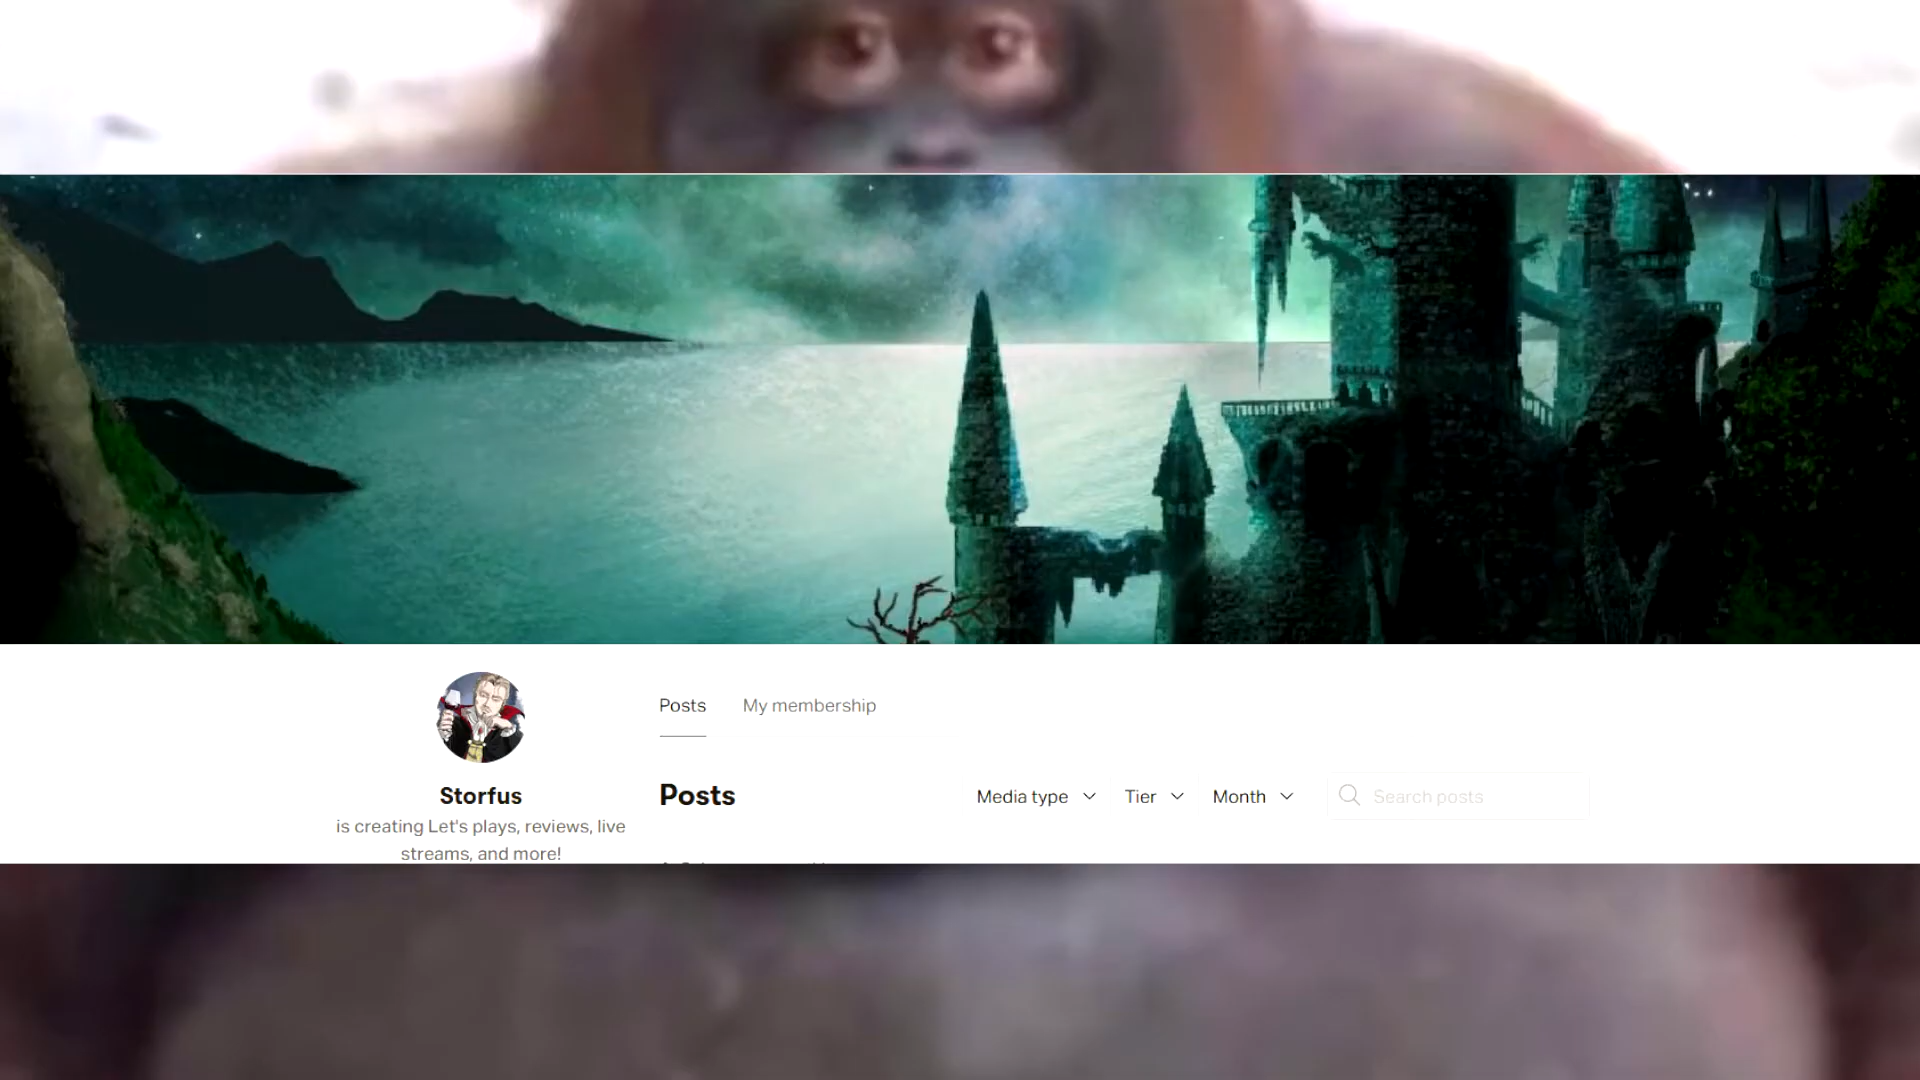 Posts
My membership
Storfus
is creating Let's plays, reviews, live
streams, and more!
Posts
Media type
Tier
Month
Search posts